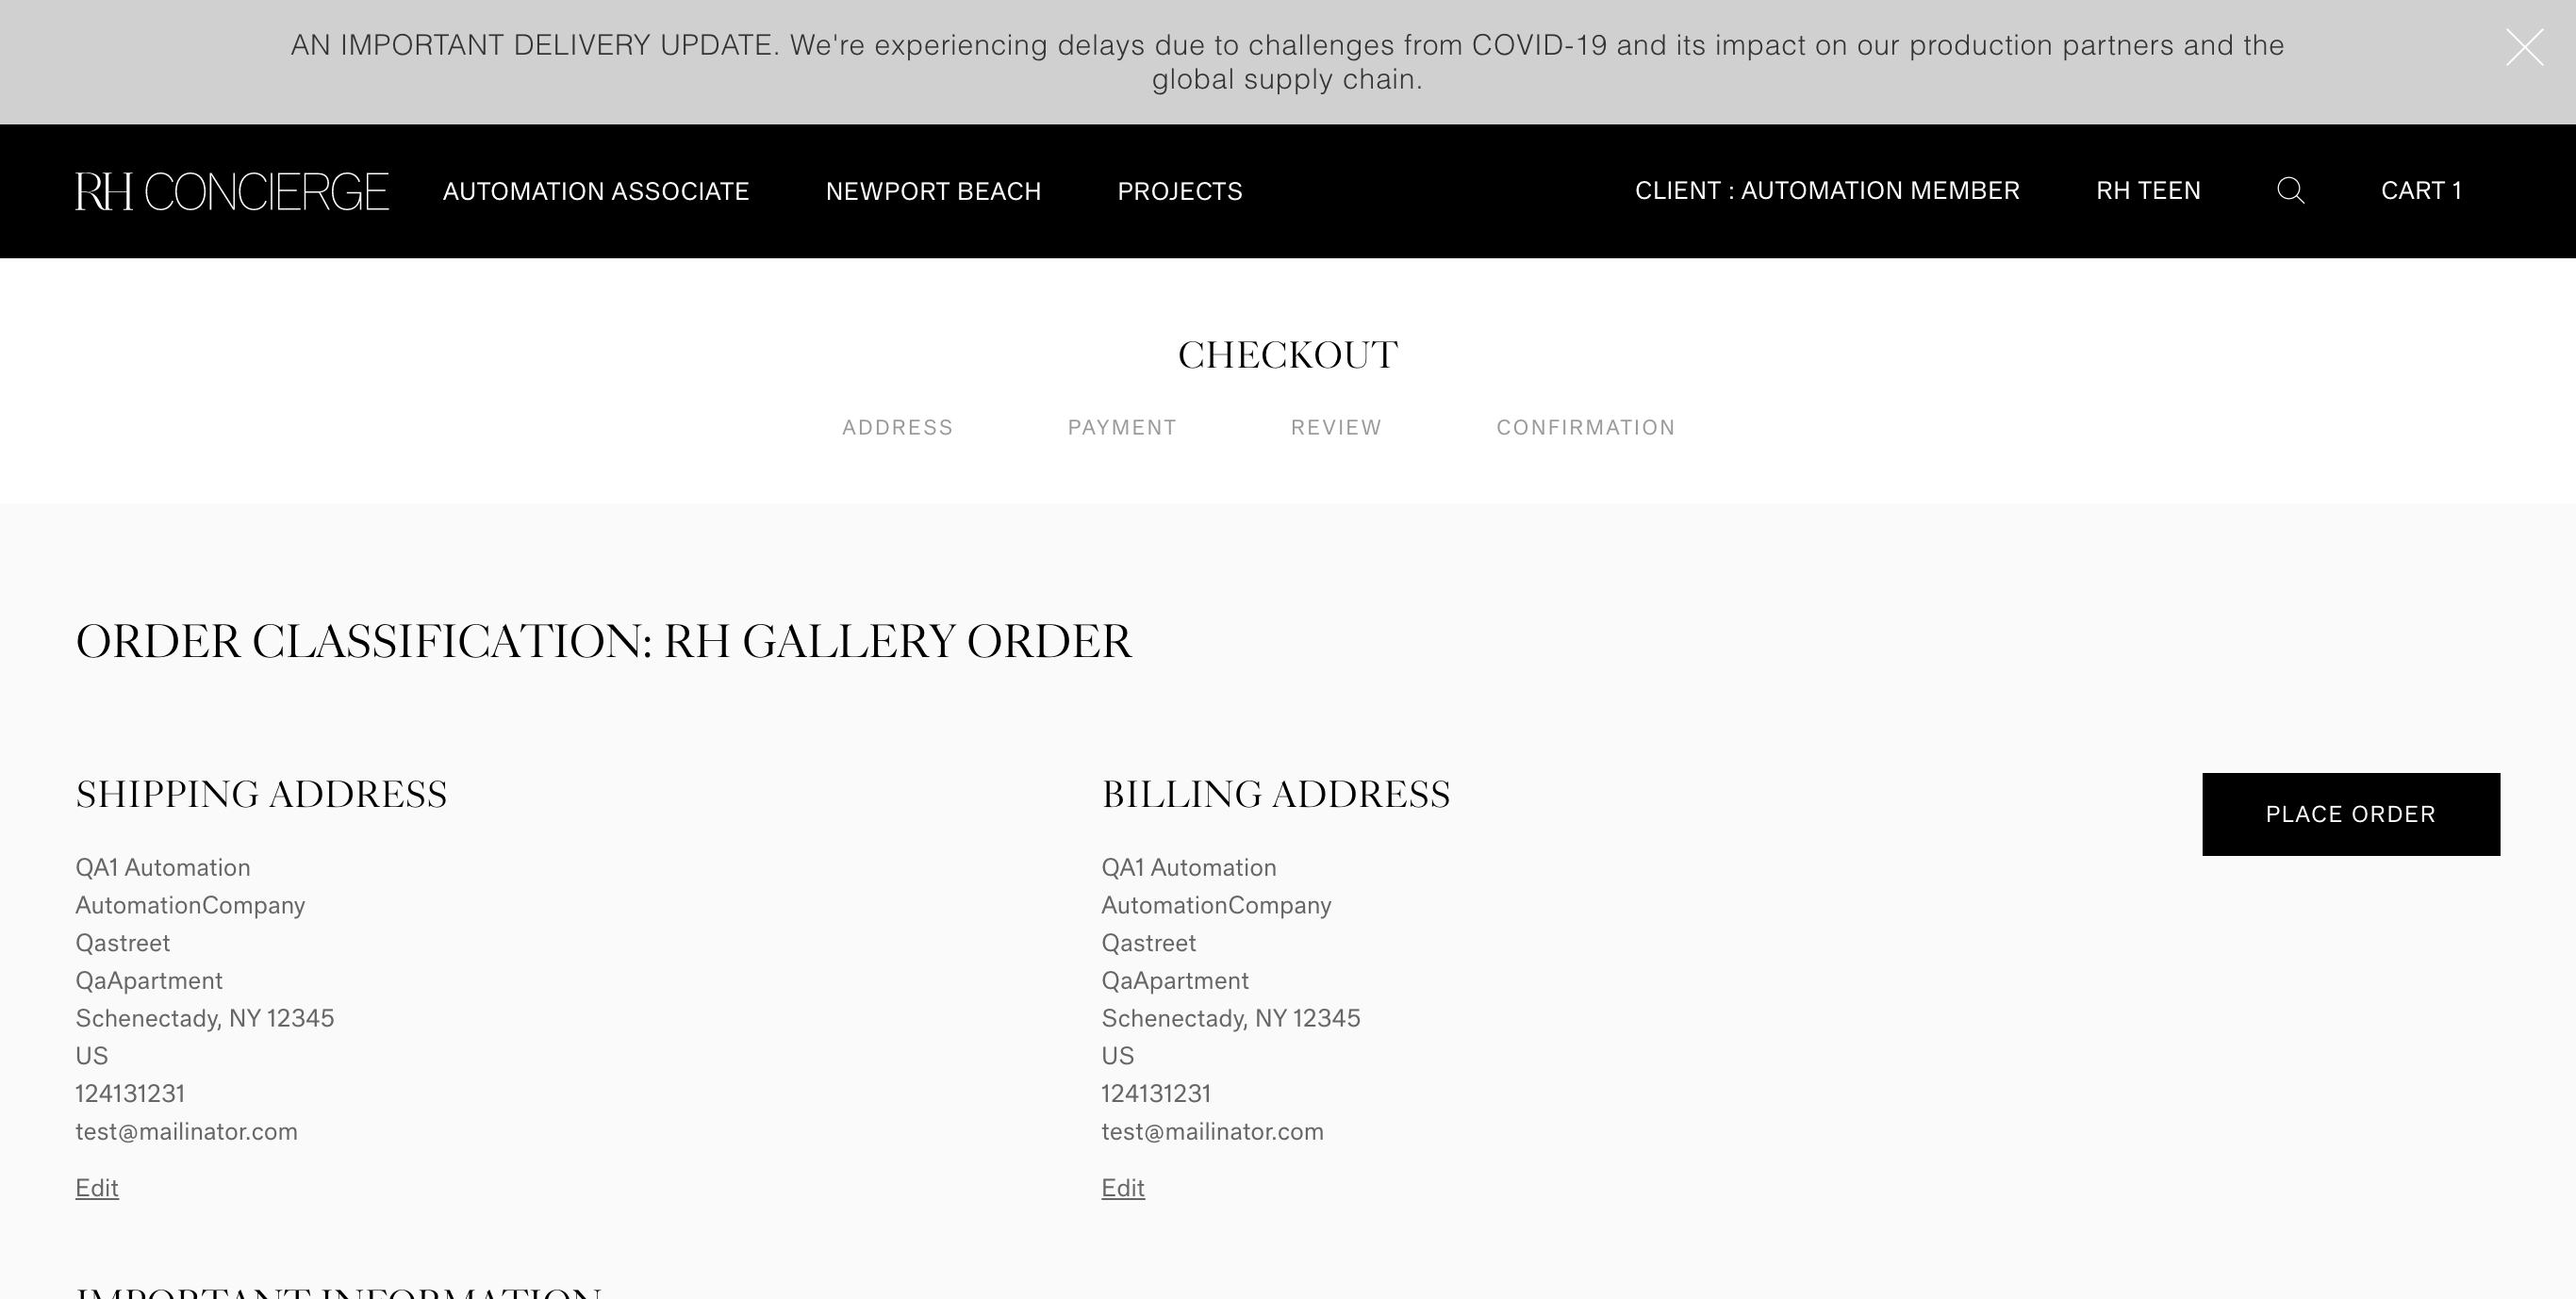 AN IMPORTANT DELIVERY UPDATE. We're experiencing delays due to challenges from COVID-19 and its impact on our production partners and the
global supply chain.
RH CONCIERGE
AUTOMATION ASSOCIATE
NEWPORT BEACH
PROJECTS
CLIENT : AUTOMATION MEMBER
RH TEEN
CART 1
CHECKOUT
ADDRESS
PAYMENT
REVIEW
CONFIRMATION
ORDER CLASSIFICATION: RH GALLERY ORDER
SHIPPING ADDRESS
QA1 Automation
AutomationCompany
Qastreet
QaApartment
Schenectady, NY 12345
US
124131231
test@mailinator.com
Edit
BILLING ADDRESS
QA1 Automation
AutomationCompany
Qastreet
QaApartment
Schenectady, NY 12345
US
124131231
test@mailinator.com
Edit
PLACE ORDER
IMPORTANT INFORMATION